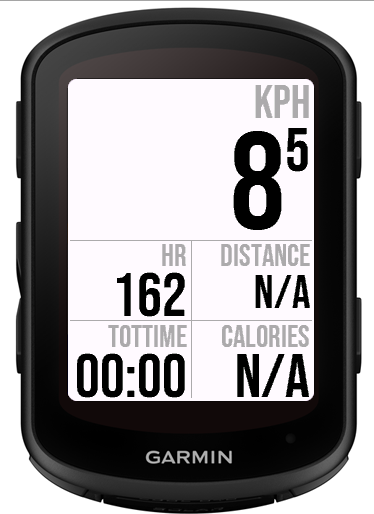 KPH
8⁵
HR DISTANCE
162 N/A
TOTTIME CALORIES
00:00 N/A
GARMIN